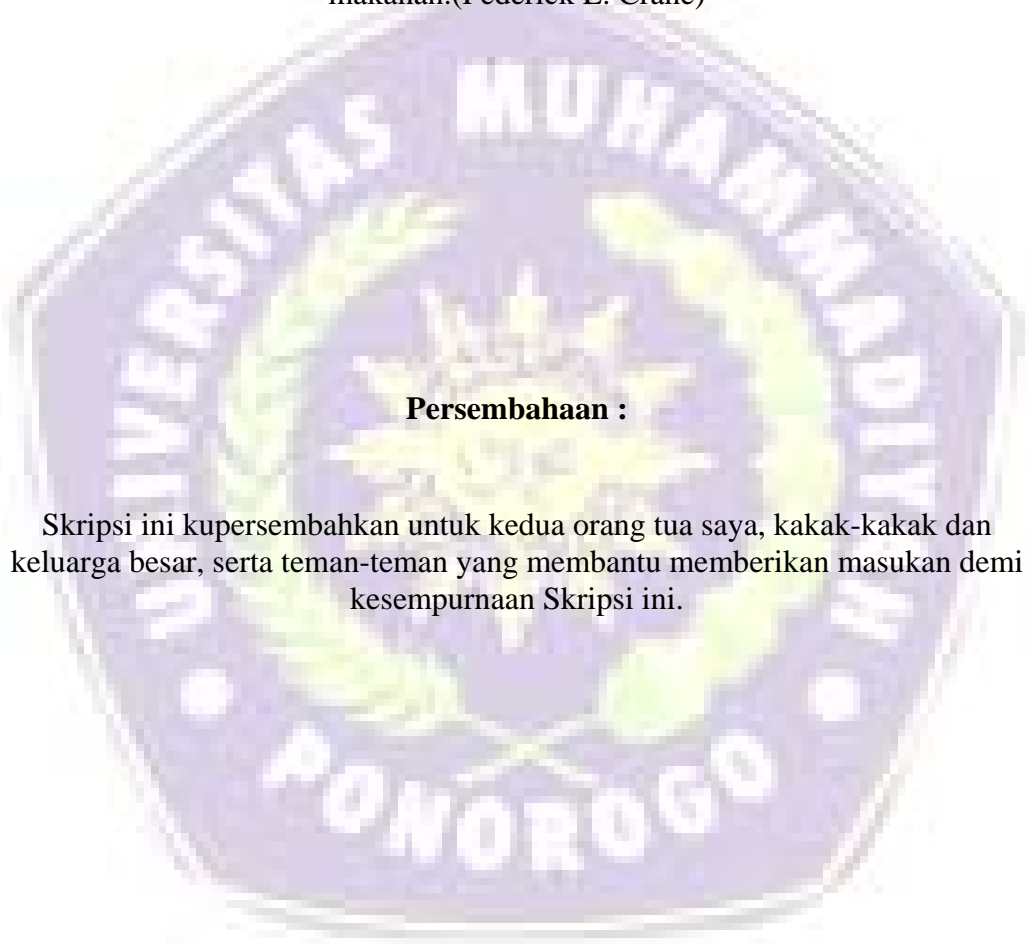 makanan.(Federick E. Crane)
UNIVERSITAS MUHAMMADIYAH
Persembahaan :
Skripsi ini kupersembahkan untuk kedua orang tua saya, kakak-kakak dan
keluarga besar, serta teman-teman yang membantu memberikan masukan demi
kesempurnaan Skripsi ini.
PONOROGO